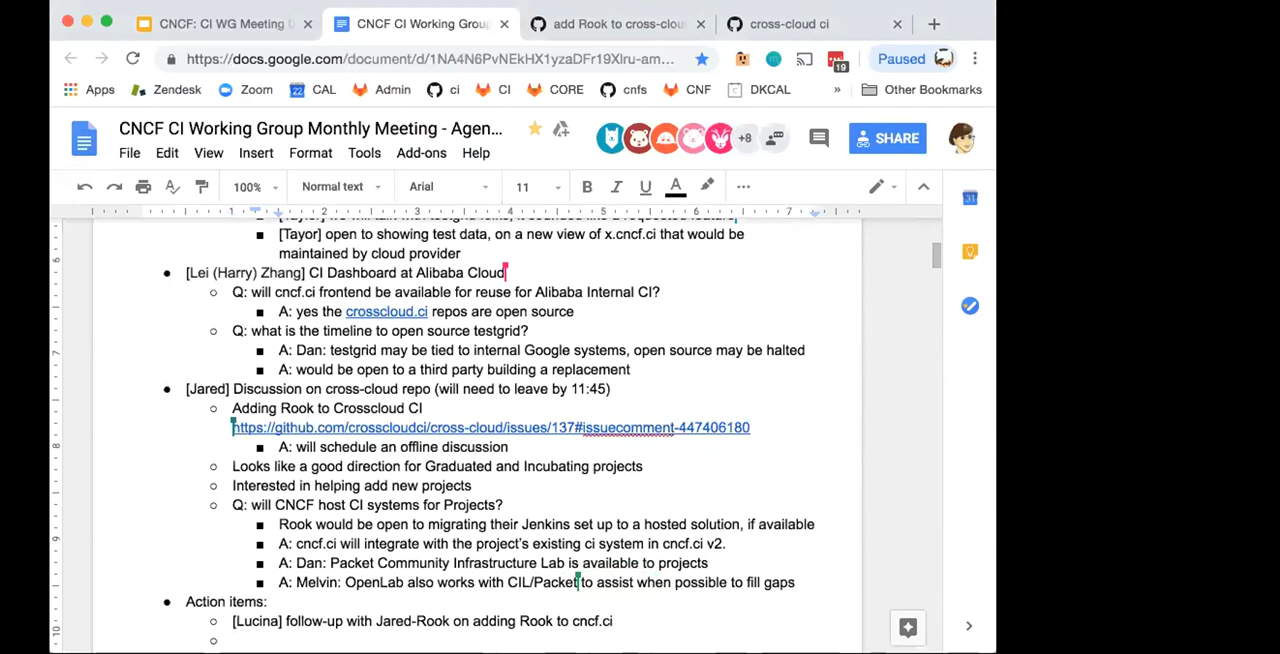 CNCF: CI WG Meeting D
CNCF CI Working Group
add Rook to cross-clou
cross-cloud ci
https://docs.google.com/document/d/1NA4N6PvNEkHX1yzaDFr19Xlru-am...
19
Paused
Apps
Zendesk
Zoom
22
CAL
Admin
ci
CI
CORE
cnfs
CNF
DKCAL
»
Other Bookmarks
CNCF CI Working Group Monthly Meeting - Agen...
+8
SHARE
File Edit View Insert Format Tools Add-ons Help
100% Normal text Arial 11 B I U A
1 2 3 4 5 6 7
[Tayor] open to showing test data, on a new view of x.cncf.ci that would be
maintained by cloud provider
[Lei (Harry) Zhang] CI Dashboard at Alibaba Cloud
Q: will cncf.ci frontend be available for reuse for Alibaba Internal CI?
A: yes the crosscloud.ci repos are open source
Q: what is the timeline to open source testgrid?
A: Dan: testgrid may be tied to internal Google systems, open source may be halted
A: would be open to a third party building a replacement
[Jared] Discussion on cross-cloud repo (will need to leave by 11:45)
Adding Rook to Crosscloud CI
https://github.com/crosscloudci/cross-cloud/issues/137#issuecomment-447406180
A: will schedule an offline discussion
Looks like a good direction for Graduated and Incubating projects
Interested in helping add new projects
Q: will CNCF host CI systems for Projects?
Rook would be open to migrating their Jenkins set up to a hosted solution, if available
A: cncf.ci will integrate with the project's existing ci system in cncf.ci v2.
A: Dan: Packet Community Infrastructure Lab is available to projects
A: Melvin: OpenLab also works with CIL/Packet to assist when possible to fill gaps
Action items:
[Lucina] follow-up with Jared-Rook on adding Rook to cncf.ci